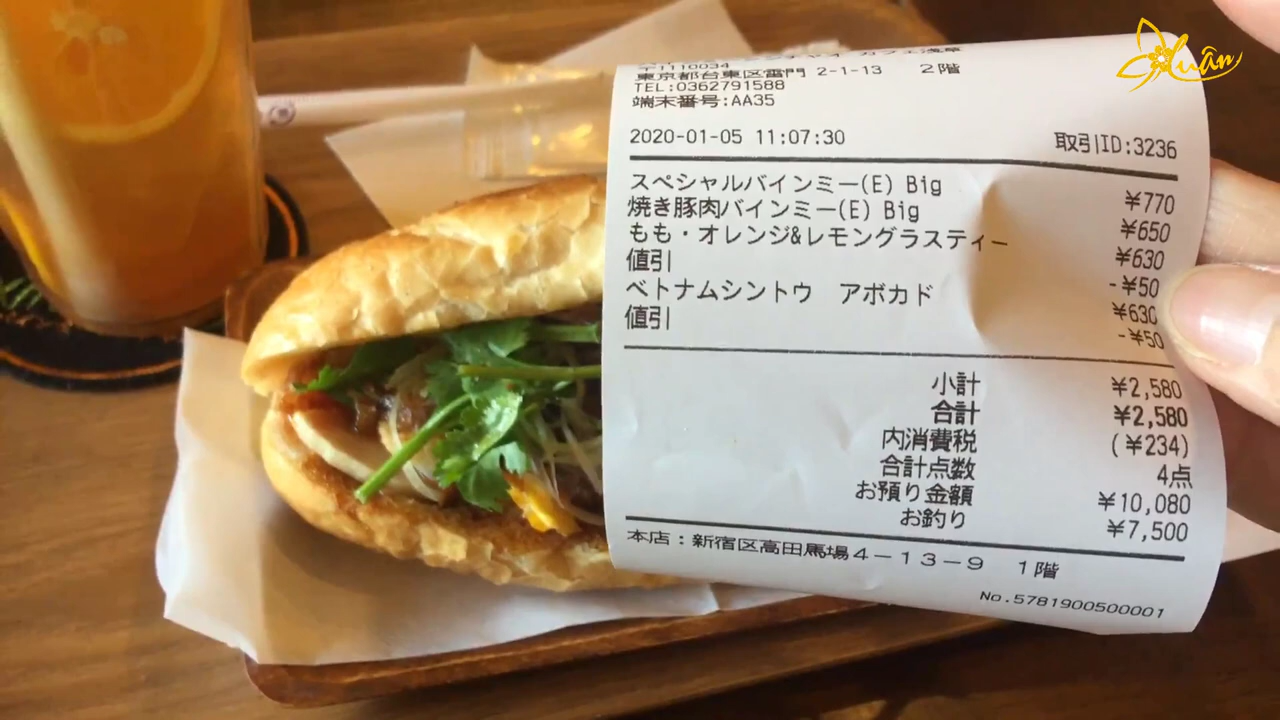 Xuân
カフェ浅草
〒1110034
東京都台東区雷門 2-1-13 2階
TEL:0362791588
端末番号:AA35
2020-01-05 11:07:30 取引ID:3236
スペシャルバインミー(E) Big ¥770
焼き豚肉バインミー(E) Big ¥650
もも・オレンジ&レモングラスティー ¥630
値引 -¥50
ベトナムシントウ アボカド ¥630
値引 -¥50
小計 ¥2,580
合計 ¥2,580
内消費税 (¥234)
合計点数 4点
お預り金額 ¥10,080
お釣り ¥7,500
本店:新宿区高田馬場4-13-9 1階
No.5781900500001